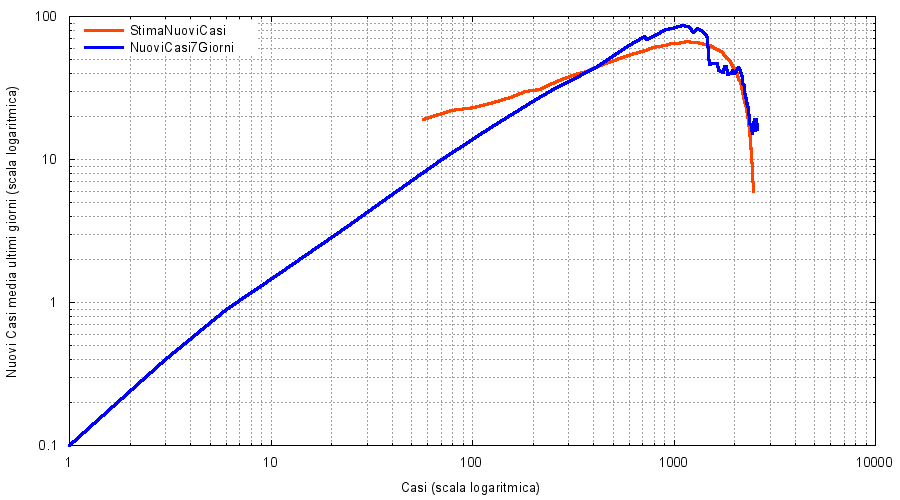 100
StimaNuoviCasi
NuoviCasi7Giorni
10
1
0.1
Nuovi Casi media ultimi giorni (scala logaritmica)
1 10 100 1000 10000
Casi (scala logaritmica)